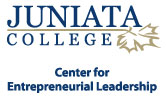 JUNIATA
COLLEGE
Center for
Entrepreneurial Leadership